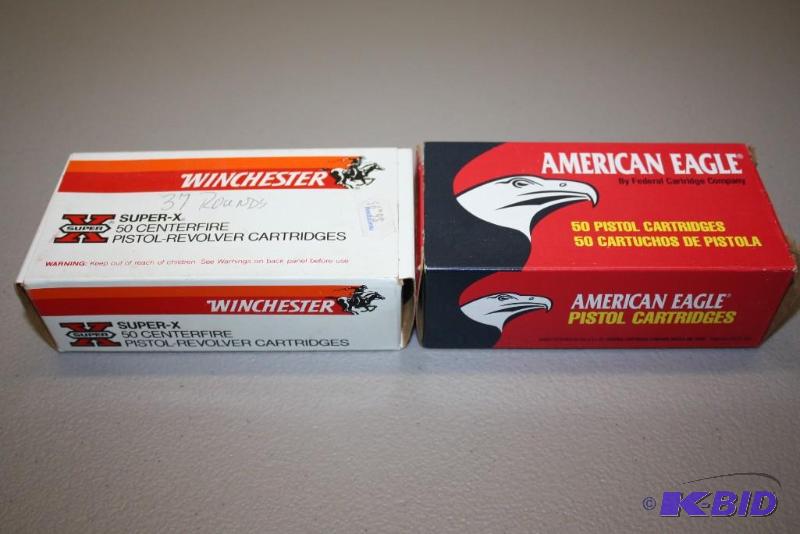 WINCHESTER
37 ROUNDS
X
SUPER
SUPER-X®
50 CENTERFIRE
PISTOL-REVOLVER CARTRIDGES
WARNING: Keep out of reach of children. See Warnings on back panel before use
WINCHESTER
X
SUPER
SUPER-X
50 CENTERFIRE
PISTOL-REVOLVER CARTRIDGES
AMERICAN EAGLE®
By Federal Cartridge Company
50 PISTOL CARTRIDGES
50 CARTUCHOS DE PISTOLA
AMERICAN EAGLE®
PISTOL CARTRIDGES
© K-BID